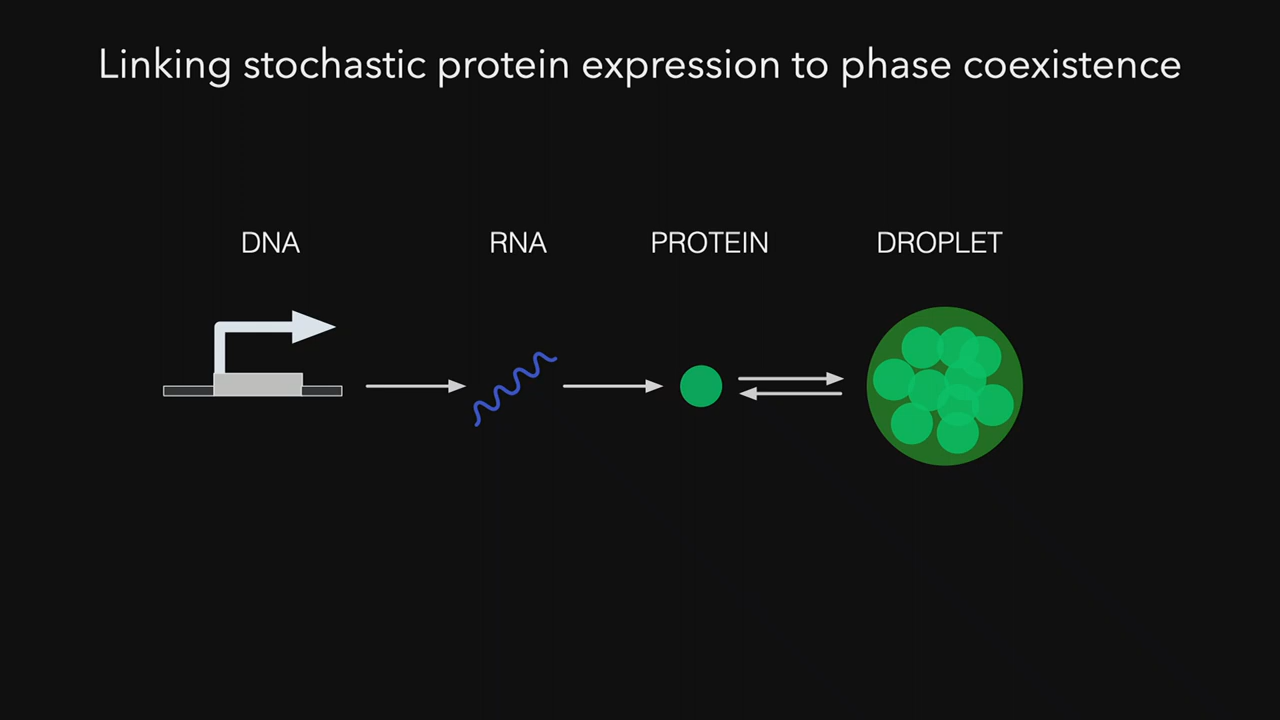 Linking stochastic protein expression to phase coexistence
DNA RNA PROTEIN DROPLET